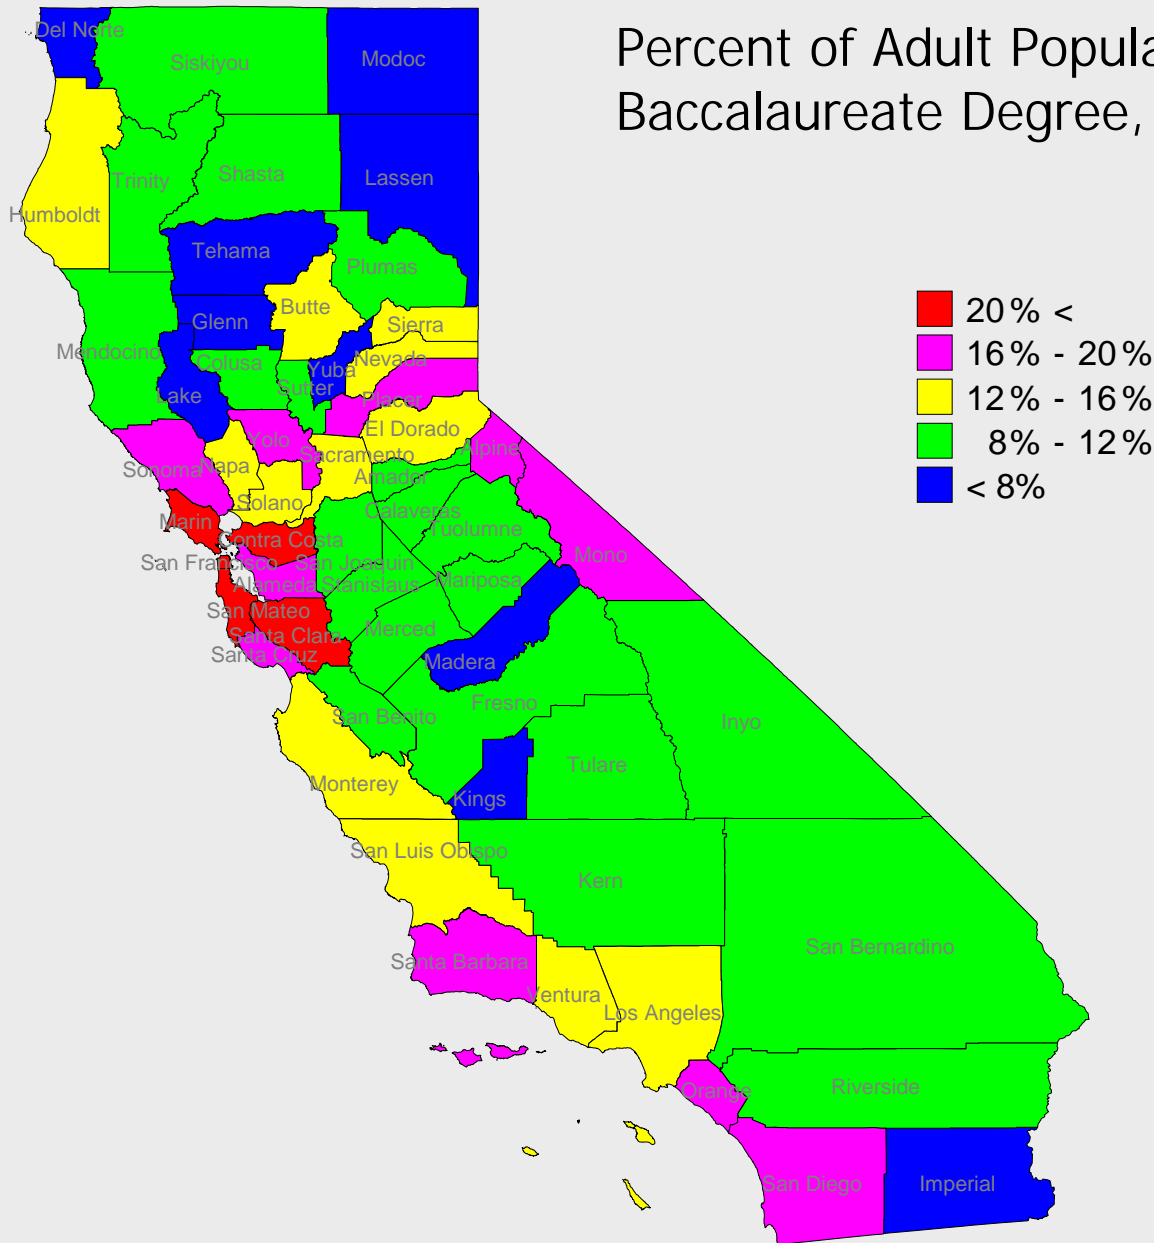 Percent of Adult Popula
Baccalaureate Degree,
20% <
16% - 20%
12% - 16%
8% - 12%
< 8%
Del Norte
Siskiyou
Modoc
Humboldt
Trinity
Shasta
Lassen
Tehama
Plumas
Butte
Glenn
Sierra
Mendocino
Colusa
Nevada
Yuba
Sutter
Lake
Placer
El Dorado
Yolo
Alpine
Sacramento
Sonoma
Napa
Amador
Solano
Calaveras
Marin
Tuolumne
Contra Costa
Mono
San Francisco
San Joaquin
Alameda
Stanislaus
Mariposa
San Mateo
Merced
Santa Clara
Santa Cruz
Madera
Fresno
San Benito
Inyo
Tulare
Monterey
Kings
San Luis Obispo
Kern
San Bernardino
Santa Barbara
Ventura
Los Angeles
Orange
Riverside
San Diego
Imperial